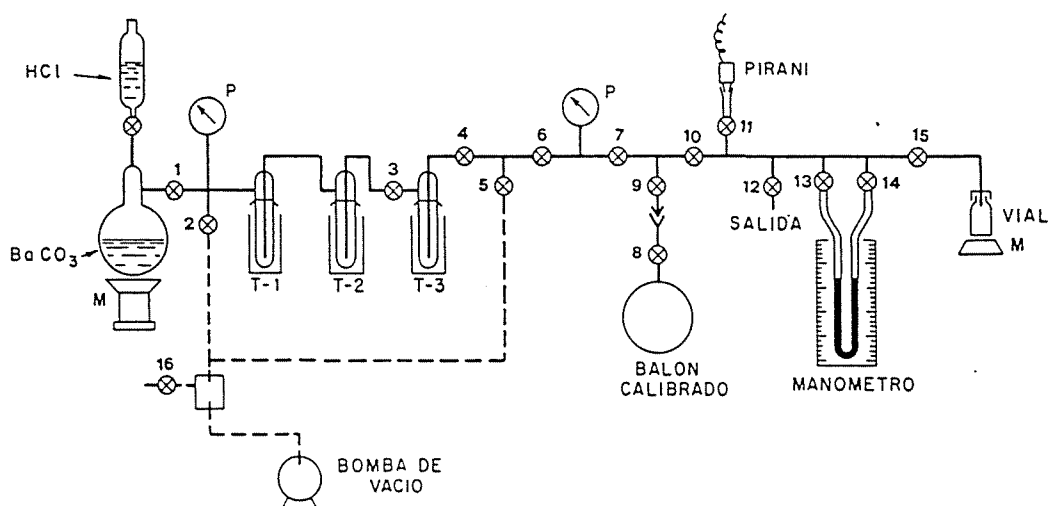 HCl
BaCO3
M
1
P
2
T-1
T-2
3
T-3
4
5
6
P
7
9
8
BALON
CALIBRADO
10
PIRANI
11
12
SALIDA
13
14
MANOMETRO
15
VIAL
M
16
BOMBA DE
VACIO